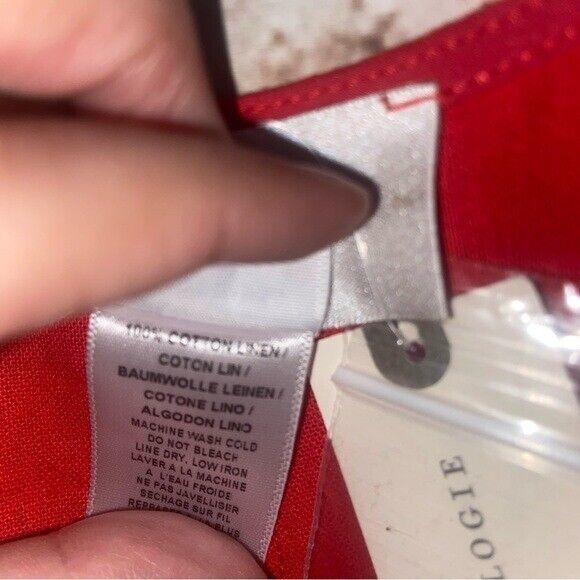 100% COTTON LINEN /
COTON LIN /
BAUMWOLLE LEINEN /
COTONE LINO /
ALGODON LINO
MACHINE WASH COLD
DO NOT BLEACH
LINE DRY, LOW IRON
LAVER A LA MACHINE
A L'EAU FROIDE
NE PAS JAVELLISER
SECHAGE SUR FIL
PLUS
LOGIE